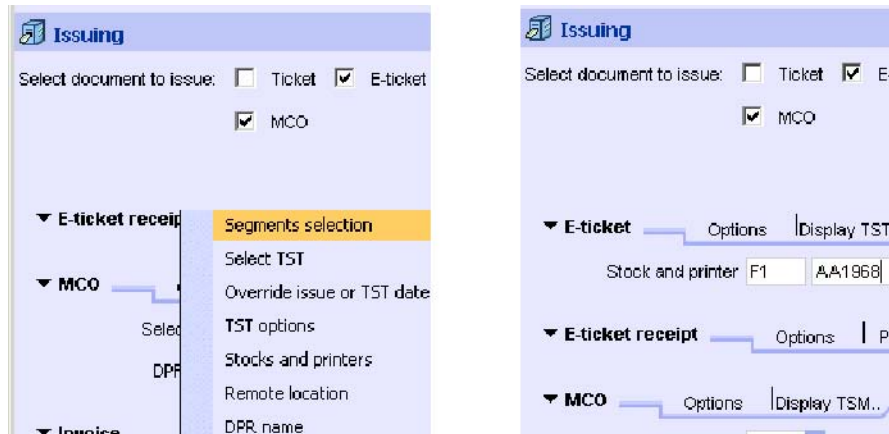 Issuing
Select document to issue: Ticket E-ticket
MCO
E-ticket receip
Segments selection
Select TST
MCO
Override issue or TST date
Selec
TST options
Stocks and printers
DPR
Remote location
DPR name
Invoice
Issuing
Select document to issue: Ticket E-
MCO
E-ticket Options Display TST
Stock and printer F1 AA1968
E-ticket receipt Options P
MCO Options Display TSM..